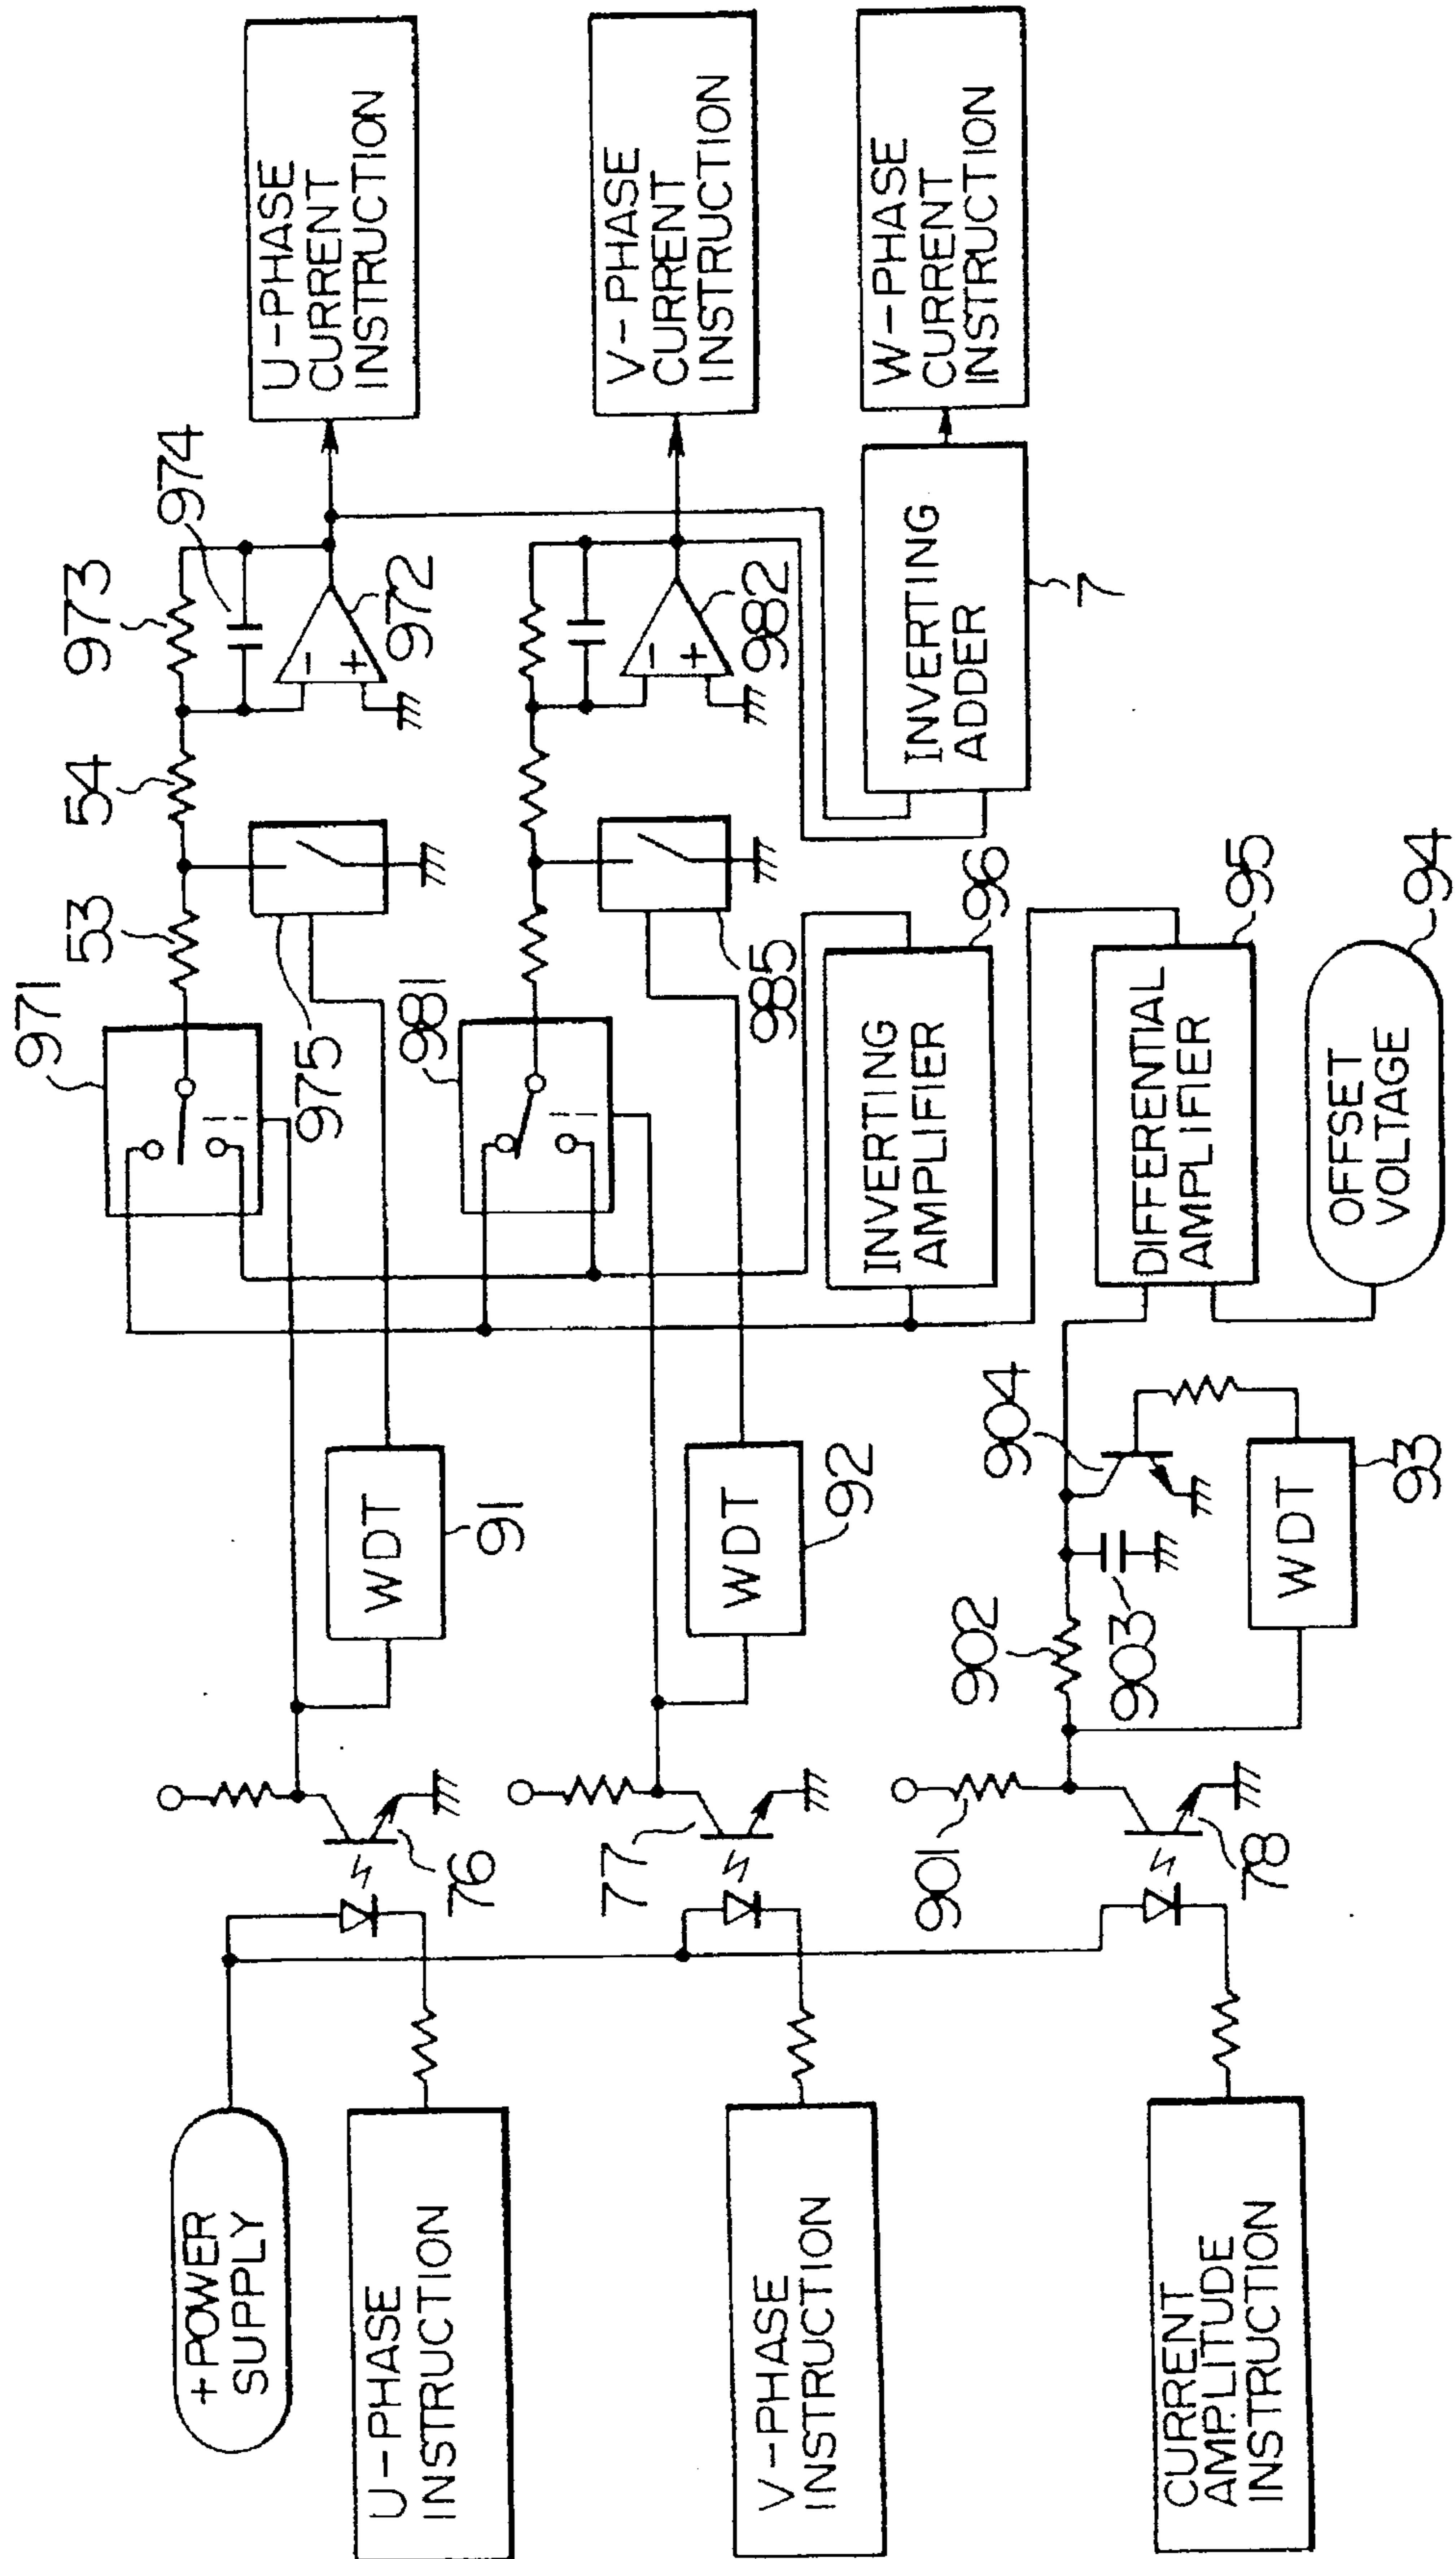 +POWER
SUPPLY
U-PHASE
INSTRUCTION
V-PHASE
INSTRUCTION
CURRENT
AMPLITUDE
INSTRUCTION
76
77
78
901
902
903
904
WDT
91
WDT
92
WDT
93
971
981
975
985
53
54
973
974
972
982
INVERTING
AMPLIFIER
96
DIFFERENTIAL
AMPLIFIER
95
OFFSET
VOLTAGE
94
INVERTING
ADDER
7
U-PHASE
CURRENT
INSTRUCTION
V-PHASE
CURRENT
INSTRUCTION
W-PHASE
CURRENT
INSTRUCTION